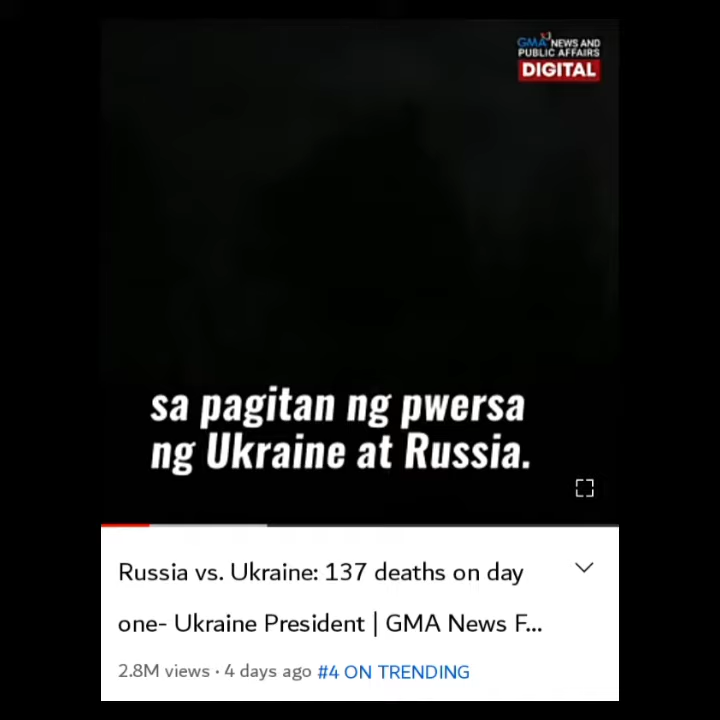 GMA NEWS AND
PUBLIC AFFAIRS
DIGITAL
sa pagitan ng pwersa
ng Ukraine at Russia.
Russia vs. Ukraine: 137 deaths on day
one- Ukraine President | GMA News F...
2.8M views · 4 days ago #4 ON TRENDING